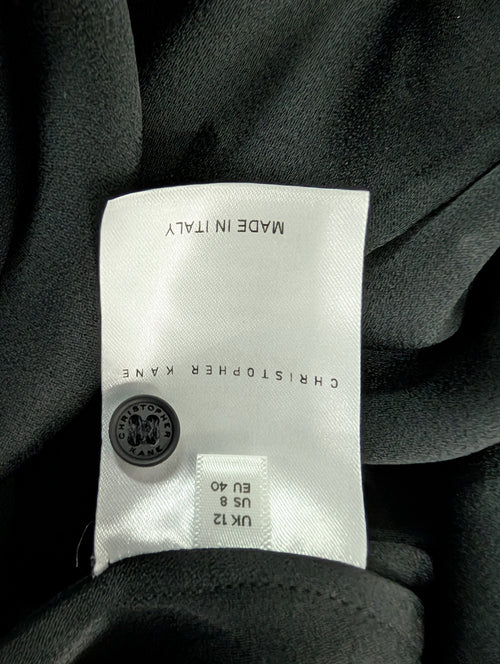 UK 12
US 8
EU 40
CHRISTOPHER
KANE
CHRISTOPHER KANE
MADE IN ITALY